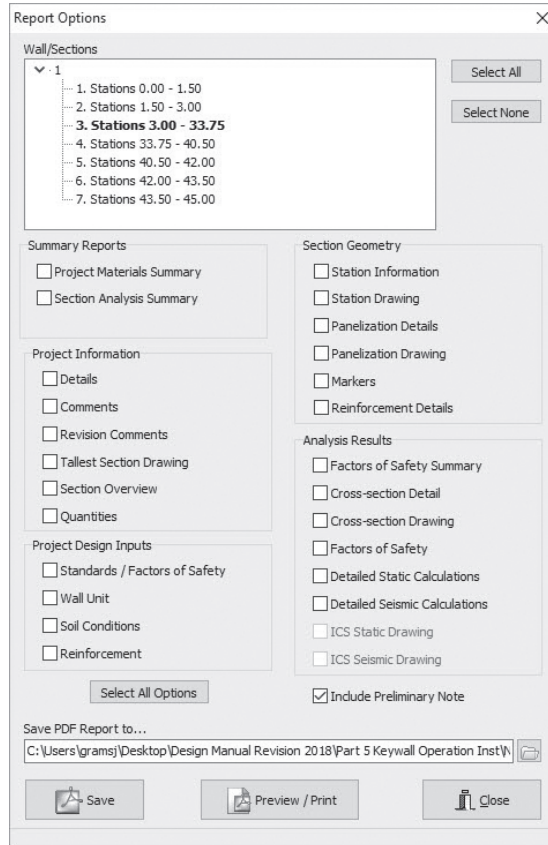 Report Options
Wall/Sections
1
1. Stations 0.00 - 1.50
2. Stations 1.50 - 3.00
3. Stations 3.00 - 33.75
4. Stations 33.75 - 40.50
5. Stations 40.50 - 42.00
6. Stations 42.00 - 43.50
7. Stations 43.50 - 45.00
Select All
Select None
Summary Reports
Project Materials Summary
Section Analysis Summary
Project Information
Details
Comments
Revision Comments
Tallest Section Drawing
Section Overview
Quantities
Project Design Inputs
Standards / Factors of Safety
Wall Unit
Soil Conditions
Reinforcement
Select All Options
Section Geometry
Station Information
Station Drawing
Panelization Details
Panelization Drawing
Markers
Reinforcement Details
Analysis Results
Factors of Safety Summary
Cross-section Detail
Cross-section Drawing
Factors of Safety
Detailed Static Calculations
Detailed Seismic Calculations
ICS Static Drawing
ICS Seismic Drawing
Include Preliminary Note
Save PDF Report to...
C:\Users\gramsj\Desktop\Design Manual Revision 2018\Part 5 Keywall Operation Inst\
Save
Preview / Print
Close